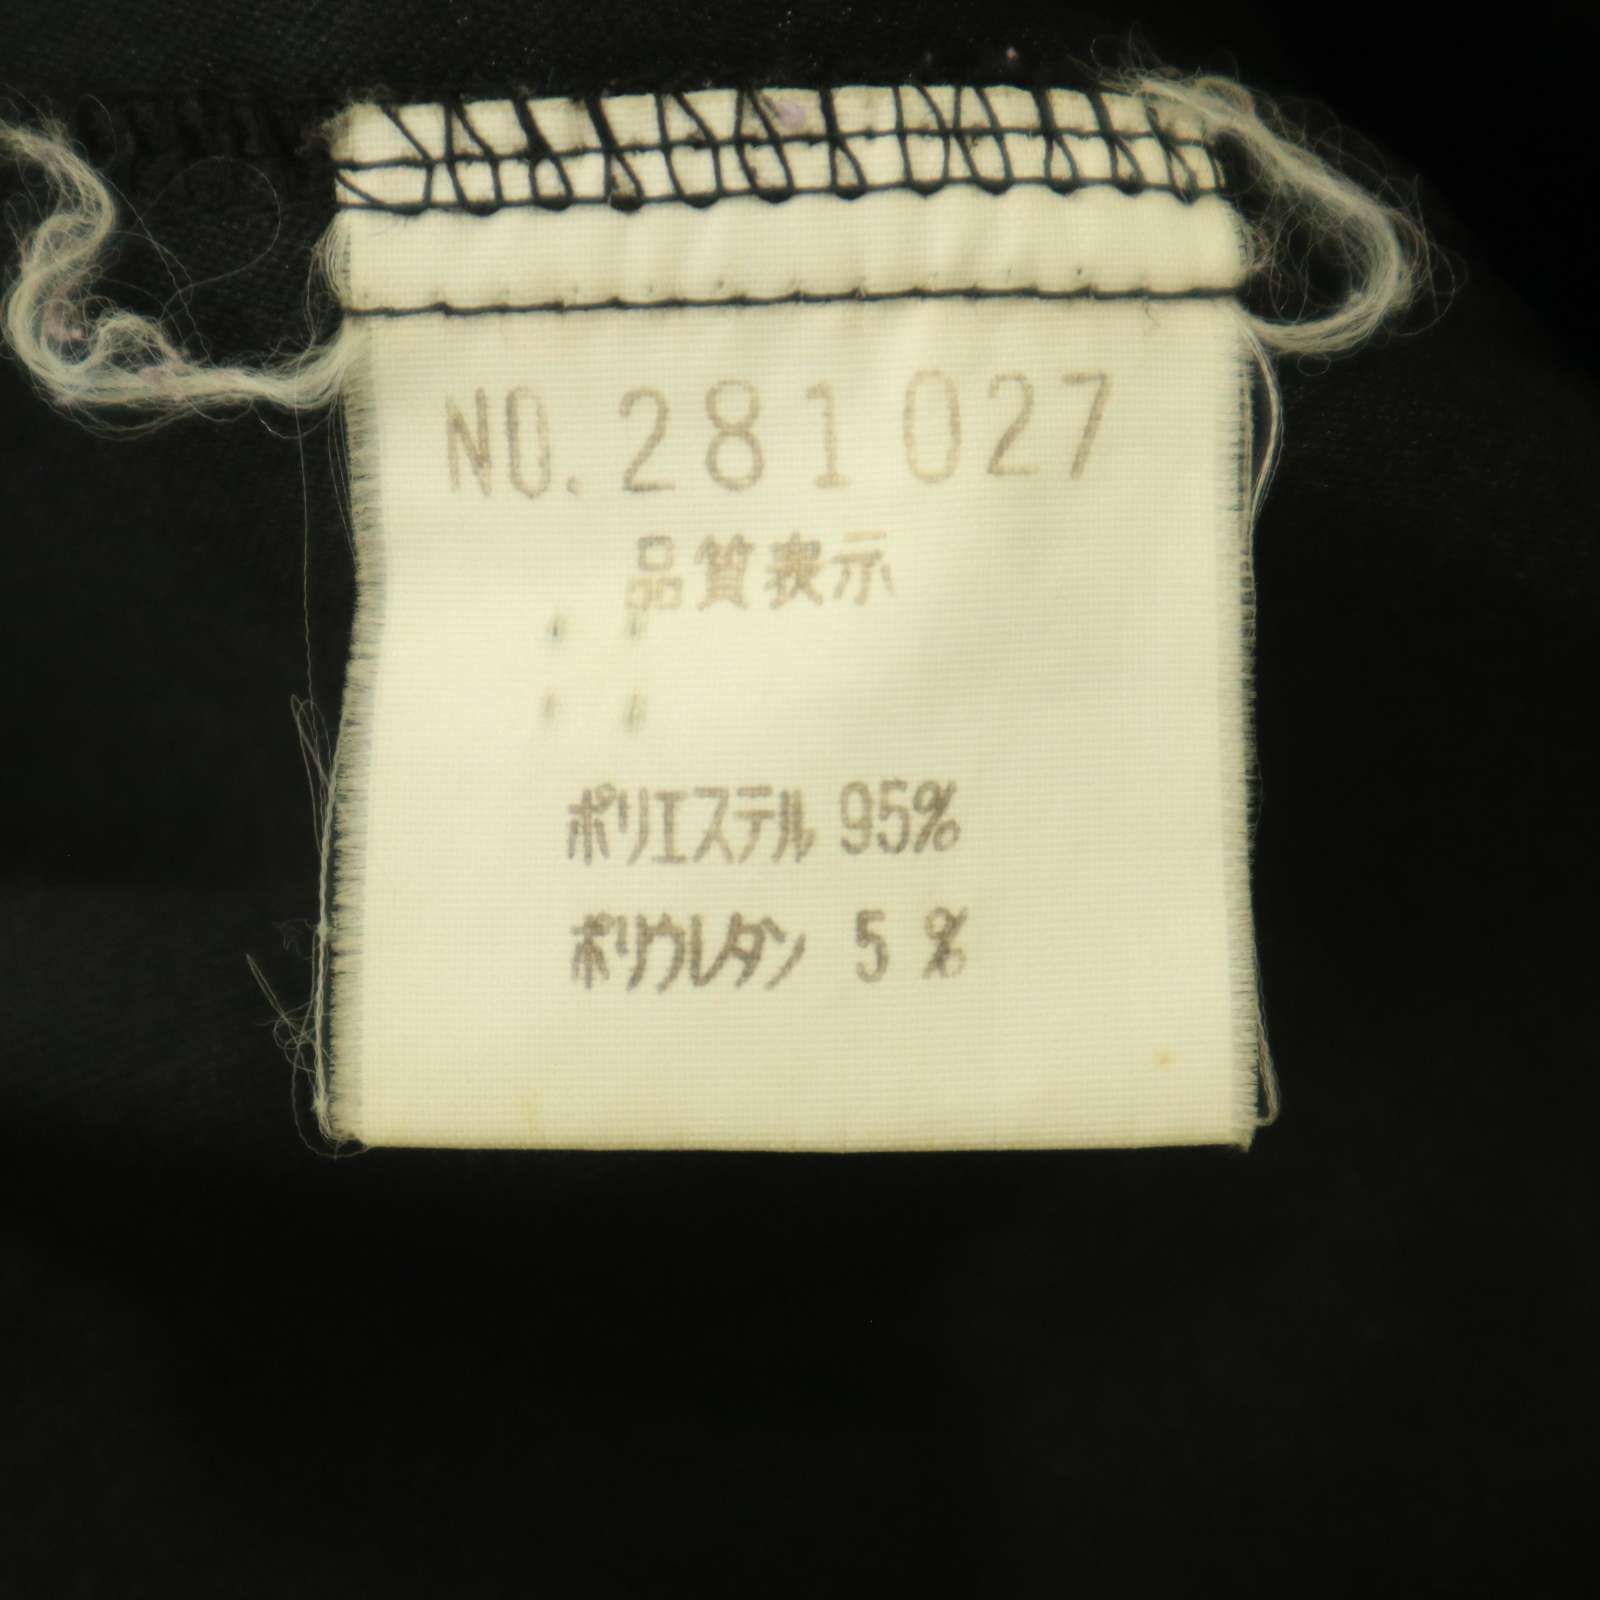 NO.281027
品質表示
ポリエステル 95%
ポリウレタン 5 %